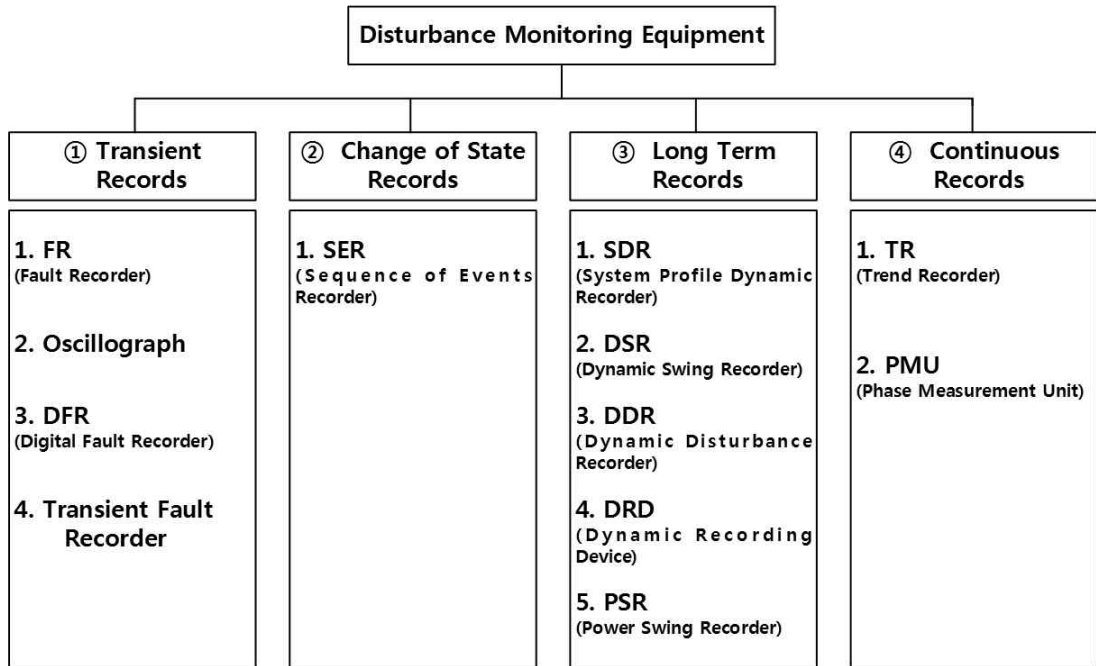 Disturbance Monitoring Equipment
① Transient
Records
② Change of State
Records
③ Long Term
Records
④ Continuous
Records
1. FR
(Fault Recorder)
2. Oscillograph
3. DFR
(Digital Fault Recorder)
4. Transient Fault
Recorder
1. SER
(Sequence of Events
Recorder)
1. SDR
(System Profile Dynamic
Recorder)
2. DSR
(Dynamic Swing Recorder)
3. DDR
(Dynamic Disturbance
Recorder)
4. DRD
(Dynamic Recording
Device)
5. PSR
(Power Swing Recorder)
1. TR
(Trend Recorder)
2. PMU
(Phase Measurement Unit)